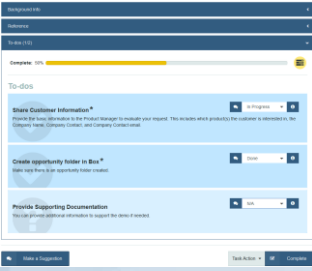 Background Info
Reference
To-dos (1/2)
Complete: 50%
To-dos
Share Customer Information*
In Progress
Provide the basic information to the Product Manager to evaluate your request. This includes which product(s) the customer is interested in, the
Company Name, Company Contact, and Company Contact email.
Create opportunity folder in Box*
Done
Make sure there is an opportunity folder created.
Provide Supporting Documentation
N/A
You can provide additional information to support the demo if needed.
Make a Suggestion
Task Action
Complete